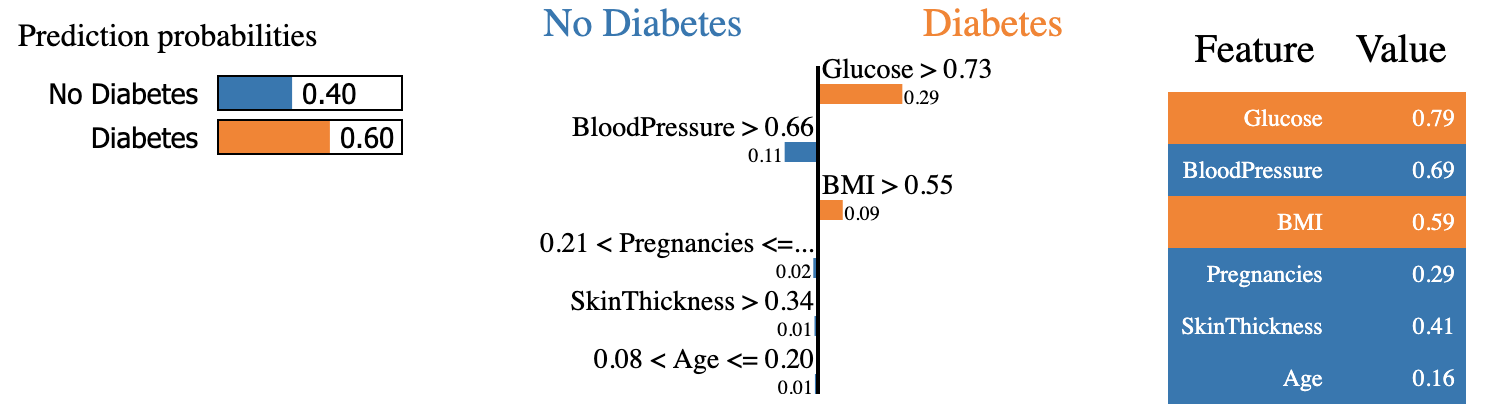 Prediction probabilities
No Diabetes 0.40
Diabetes 0.60
No Diabetes Diabetes
Glucose > 0.73
0.29
BloodPressure > 0.66
0.11
BMI > 0.55
0.09
0.21 < Pregnancies <=...
0.02
SkinThickness > 0.34
0.01
0.08 < Age <= 0.20
0.01
Feature Value
Glucose 0.79
BloodPressure 0.69
BMI 0.59
Pregnancies 0.29
SkinThickness 0.41
Age 0.16